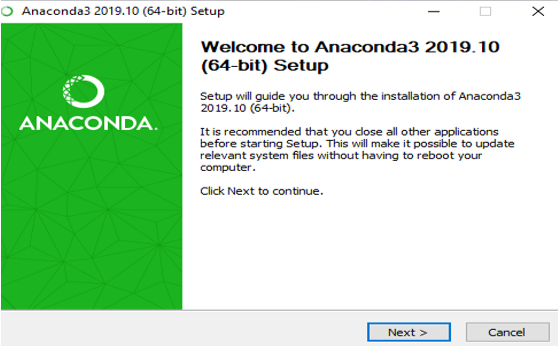 Anaconda3 2019.10 (64-bit) Setup
Welcome to Anaconda3 2019.10
(64-bit) Setup
Setup will guide you through the installation of Anaconda3
2019.10 (64-bit).
ANACONDA.
It is recommended that you close all other applications
before starting Setup. This will make it possible to update
relevant system files without having to reboot your
computer.
Click Next to continue.
Next >
Cancel